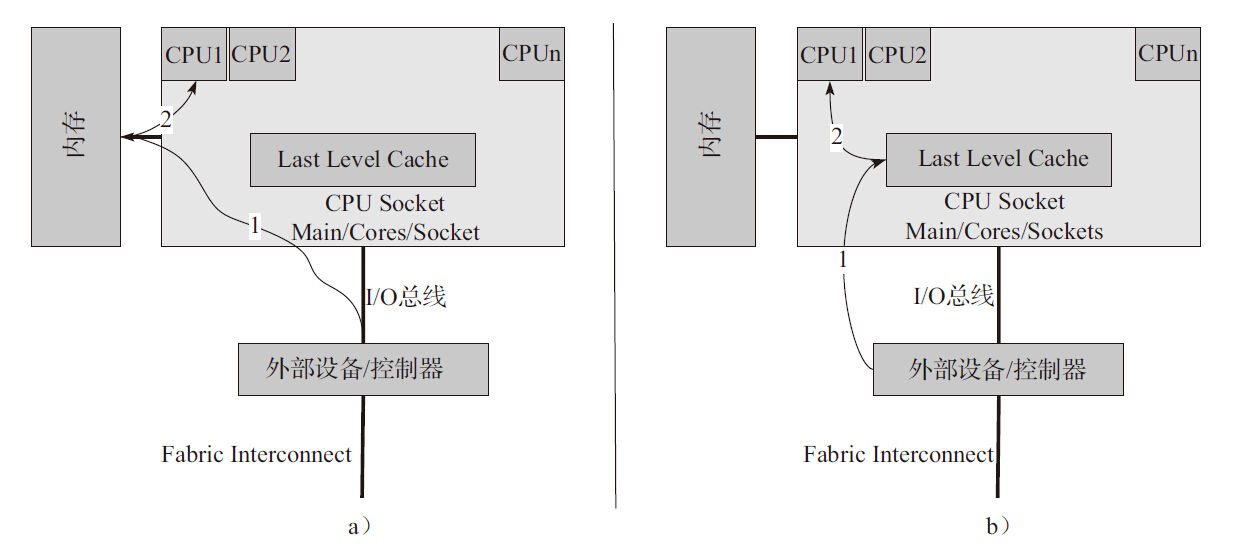 CPU1
CPU2
CPUn
内存
2
Last Level Cache
CPU Socket
1
Main/Cores/Socket
I/O总线
外部设备/控制器
Fabric Interconnect
a）
CPU1
CPU2
CPUn
内存
2
Last Level Cache
CPU Socket
Main/Cores/Sockets
1
I/O总线
外部设备/控制器
Fabric Interconnect
b）